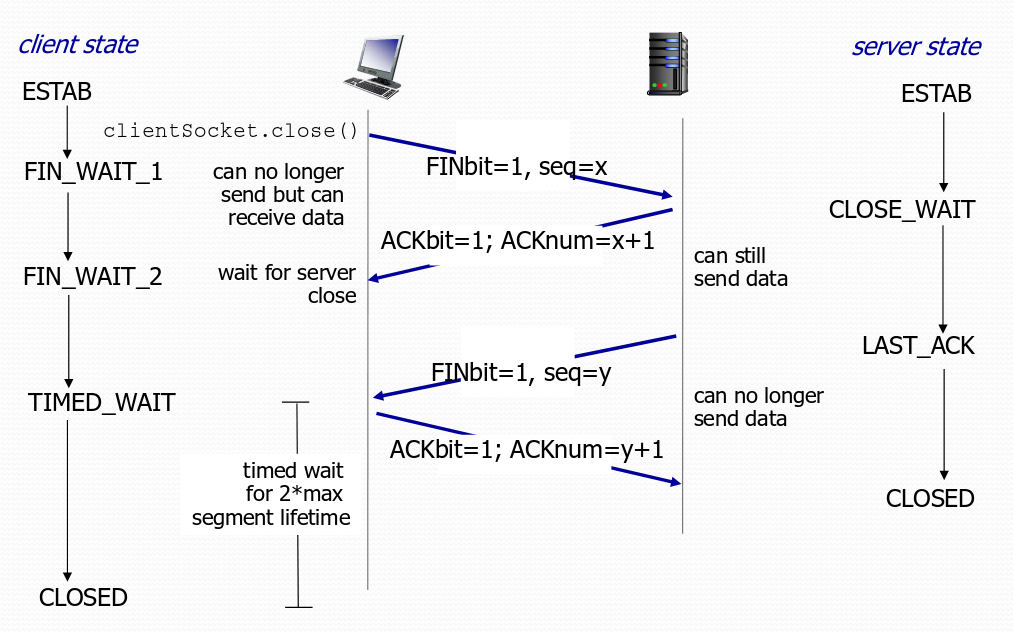 client state
server state
ESTAB
ESTAB
clientSocket.close()
FINbit=1, seq=x
FIN_WAIT_1
can no longer
send but can
receive data
CLOSE_WAIT
ACKbit=1; ACKnum=x+1
can still
send data
FIN_WAIT_2
wait for server
close
LAST_ACK
FINbit=1, seq=y
TIMED_WAIT
can no longer
send data
ACKbit=1; ACKnum=y+1
timed wait
for 2*max
segment lifetime
CLOSED
CLOSED